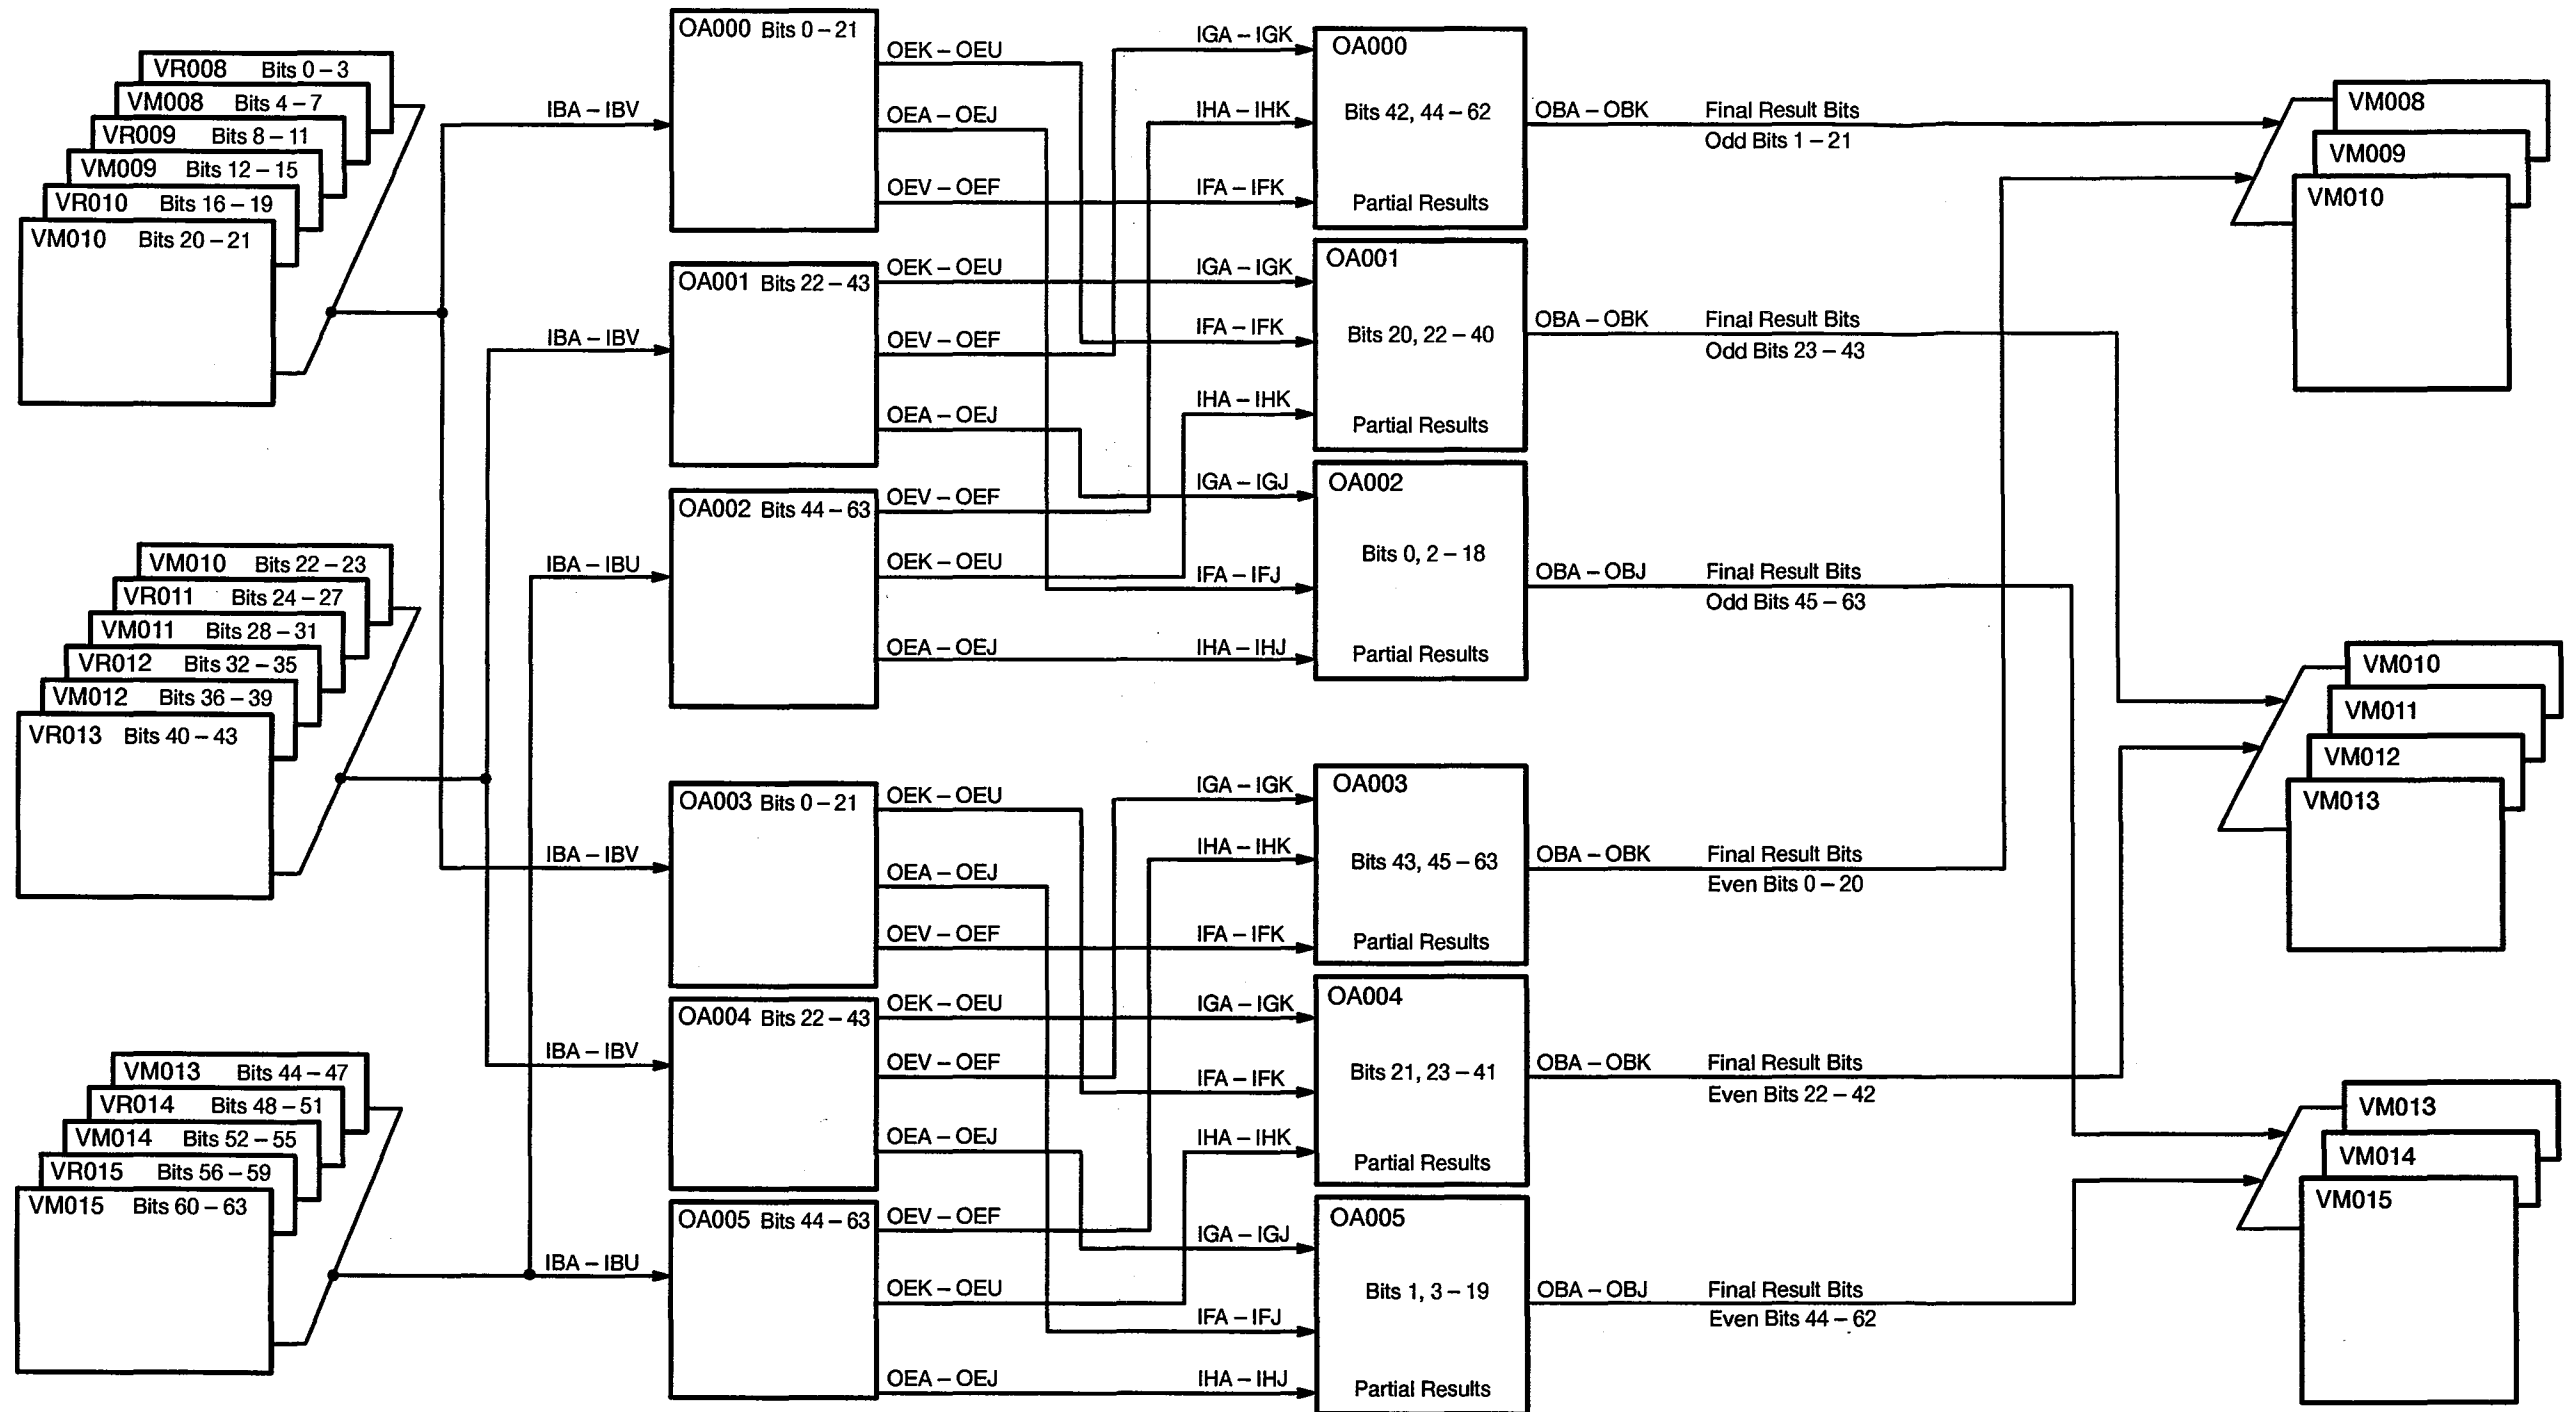 VR008 Bits 0 – 3
VM008 Bits 4 – 7
VR009 Bits 8 – 11
VM009 Bits 12 – 15
VR010 Bits 16 – 19
VM010 Bits 20 – 21
VM010 Bits 22 – 23
VR011 Bits 24 – 27
VM011 Bits 28 – 31
VR012 Bits 32 – 35
VM012 Bits 36 – 39
VR013 Bits 40 – 43
VM013 Bits 44 – 47
VR014 Bits 48 – 51
VM014 Bits 52 – 55
VR015 Bits 56 – 59
VM015 Bits 60 – 63
IBA – IBV
IBA – IBV
IBA – IBU
IBA – IBV
IBA – IBV
IBA – IBU
OA000 Bits 0 – 21
OEK – OEU
OEA – OEJ
OEV – OEF
OA001 Bits 22 – 43
OEK – OEU
OEV – OEF
OEA – OEJ
OA002 Bits 44 – 63
OEV – OEF
OEK – OEU
OEA – OEJ
OA003 Bits 0 – 21
OEK – OEU
OEA – OEJ
OEV – OEF
OA004 Bits 22 – 43
OEK – OEU
OEV – OEF
OEA – OEJ
OA005 Bits 44 – 63
OEV – OEF
OEK – OEU
OEA – OEJ
IGA – IGK
IHA – IHK
IFA – IFK
OA000
Bits 42, 44 – 62
Partial Results
IGA – IGK
IFA – IFK
IHA – IHK
OA001
Bits 20, 22 – 40
Partial Results
IGA – IGJ
IFA – IFJ
IHA – IHJ
OA002
Bits 0, 2 – 18
Partial Results
IGA – IGK
IHA – IHK
IFA – IFK
OA003
Bits 43, 45 – 63
Partial Results
IGA – IGK
IFA – IFK
IHA – IHK
OA004
Bits 21, 23 – 41
Partial Results
IGA – IGJ
IFA – IFJ
IHA – IHJ
OA005
Bits 1, 3 – 19
Partial Results
OBA – OBK Final Result Bits
Odd Bits 1 – 21
OBA – OBK Final Result Bits
Odd Bits 23 – 43
OBA – OBJ Final Result Bits
Odd Bits 45 – 63
OBA – OBK Final Result Bits
Even Bits 0 – 20
OBA – OBK Final Result Bits
Even Bits 22 – 42
OBA – OBJ Final Result Bits
Even Bits 44 – 62
VM008
VM009
VM010
VM010
VM011
VM012
VM013
VM013
VM014
VM015